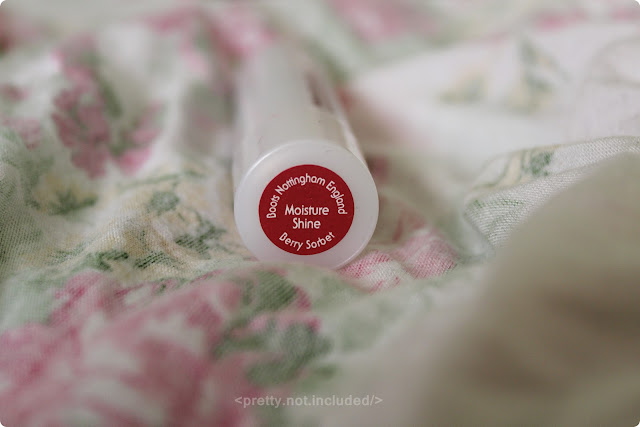 Boots Nottingham England
Moisture
Shine
Berry Sorbet
<pretty.not.included/>